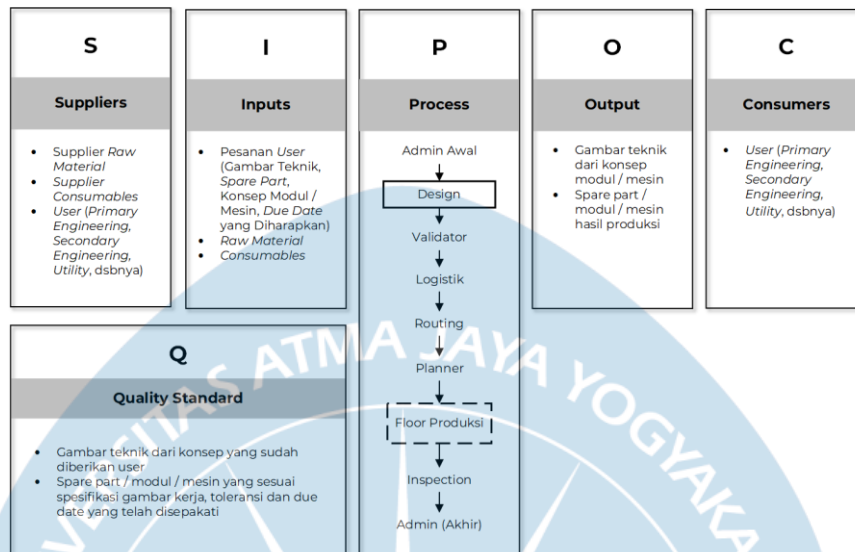 S
Suppliers
• Supplier Raw
Material
• Supplier
Consumables
• User (Primary
Engineering,
Secondary
Engineering,
Utility, dsbnya)
I
Inputs
• Pesanan User
(Gambar Teknik,
Spare Part,
Konsep Modul /
Mesin, Due Date
yang Diharapkan)
• Raw Material
• Consumables
P
Process
Admin Awal
Design
Validator
Logistik
Routing
Planner
Floor Produksi
Inspection
Admin (Akhir)
O
Output
• Gambar teknik
dari konsep
modul / mesin
• Spare part /
modul / mesin
hasil produksi
C
Consumers
• User (Primary
Engineering,
Secondary
Engineering,
Utility, dsbnya)
Q
Quality Standard
• Gambar teknik dari konsep yang sudah
diberikan user
• Spare part / modul / mesin yang sesuai
spesifikasi gambar kerja, toleransi dan due
date yang telah disepakati
VERSITAS ATMA JAYA YOGYAKA